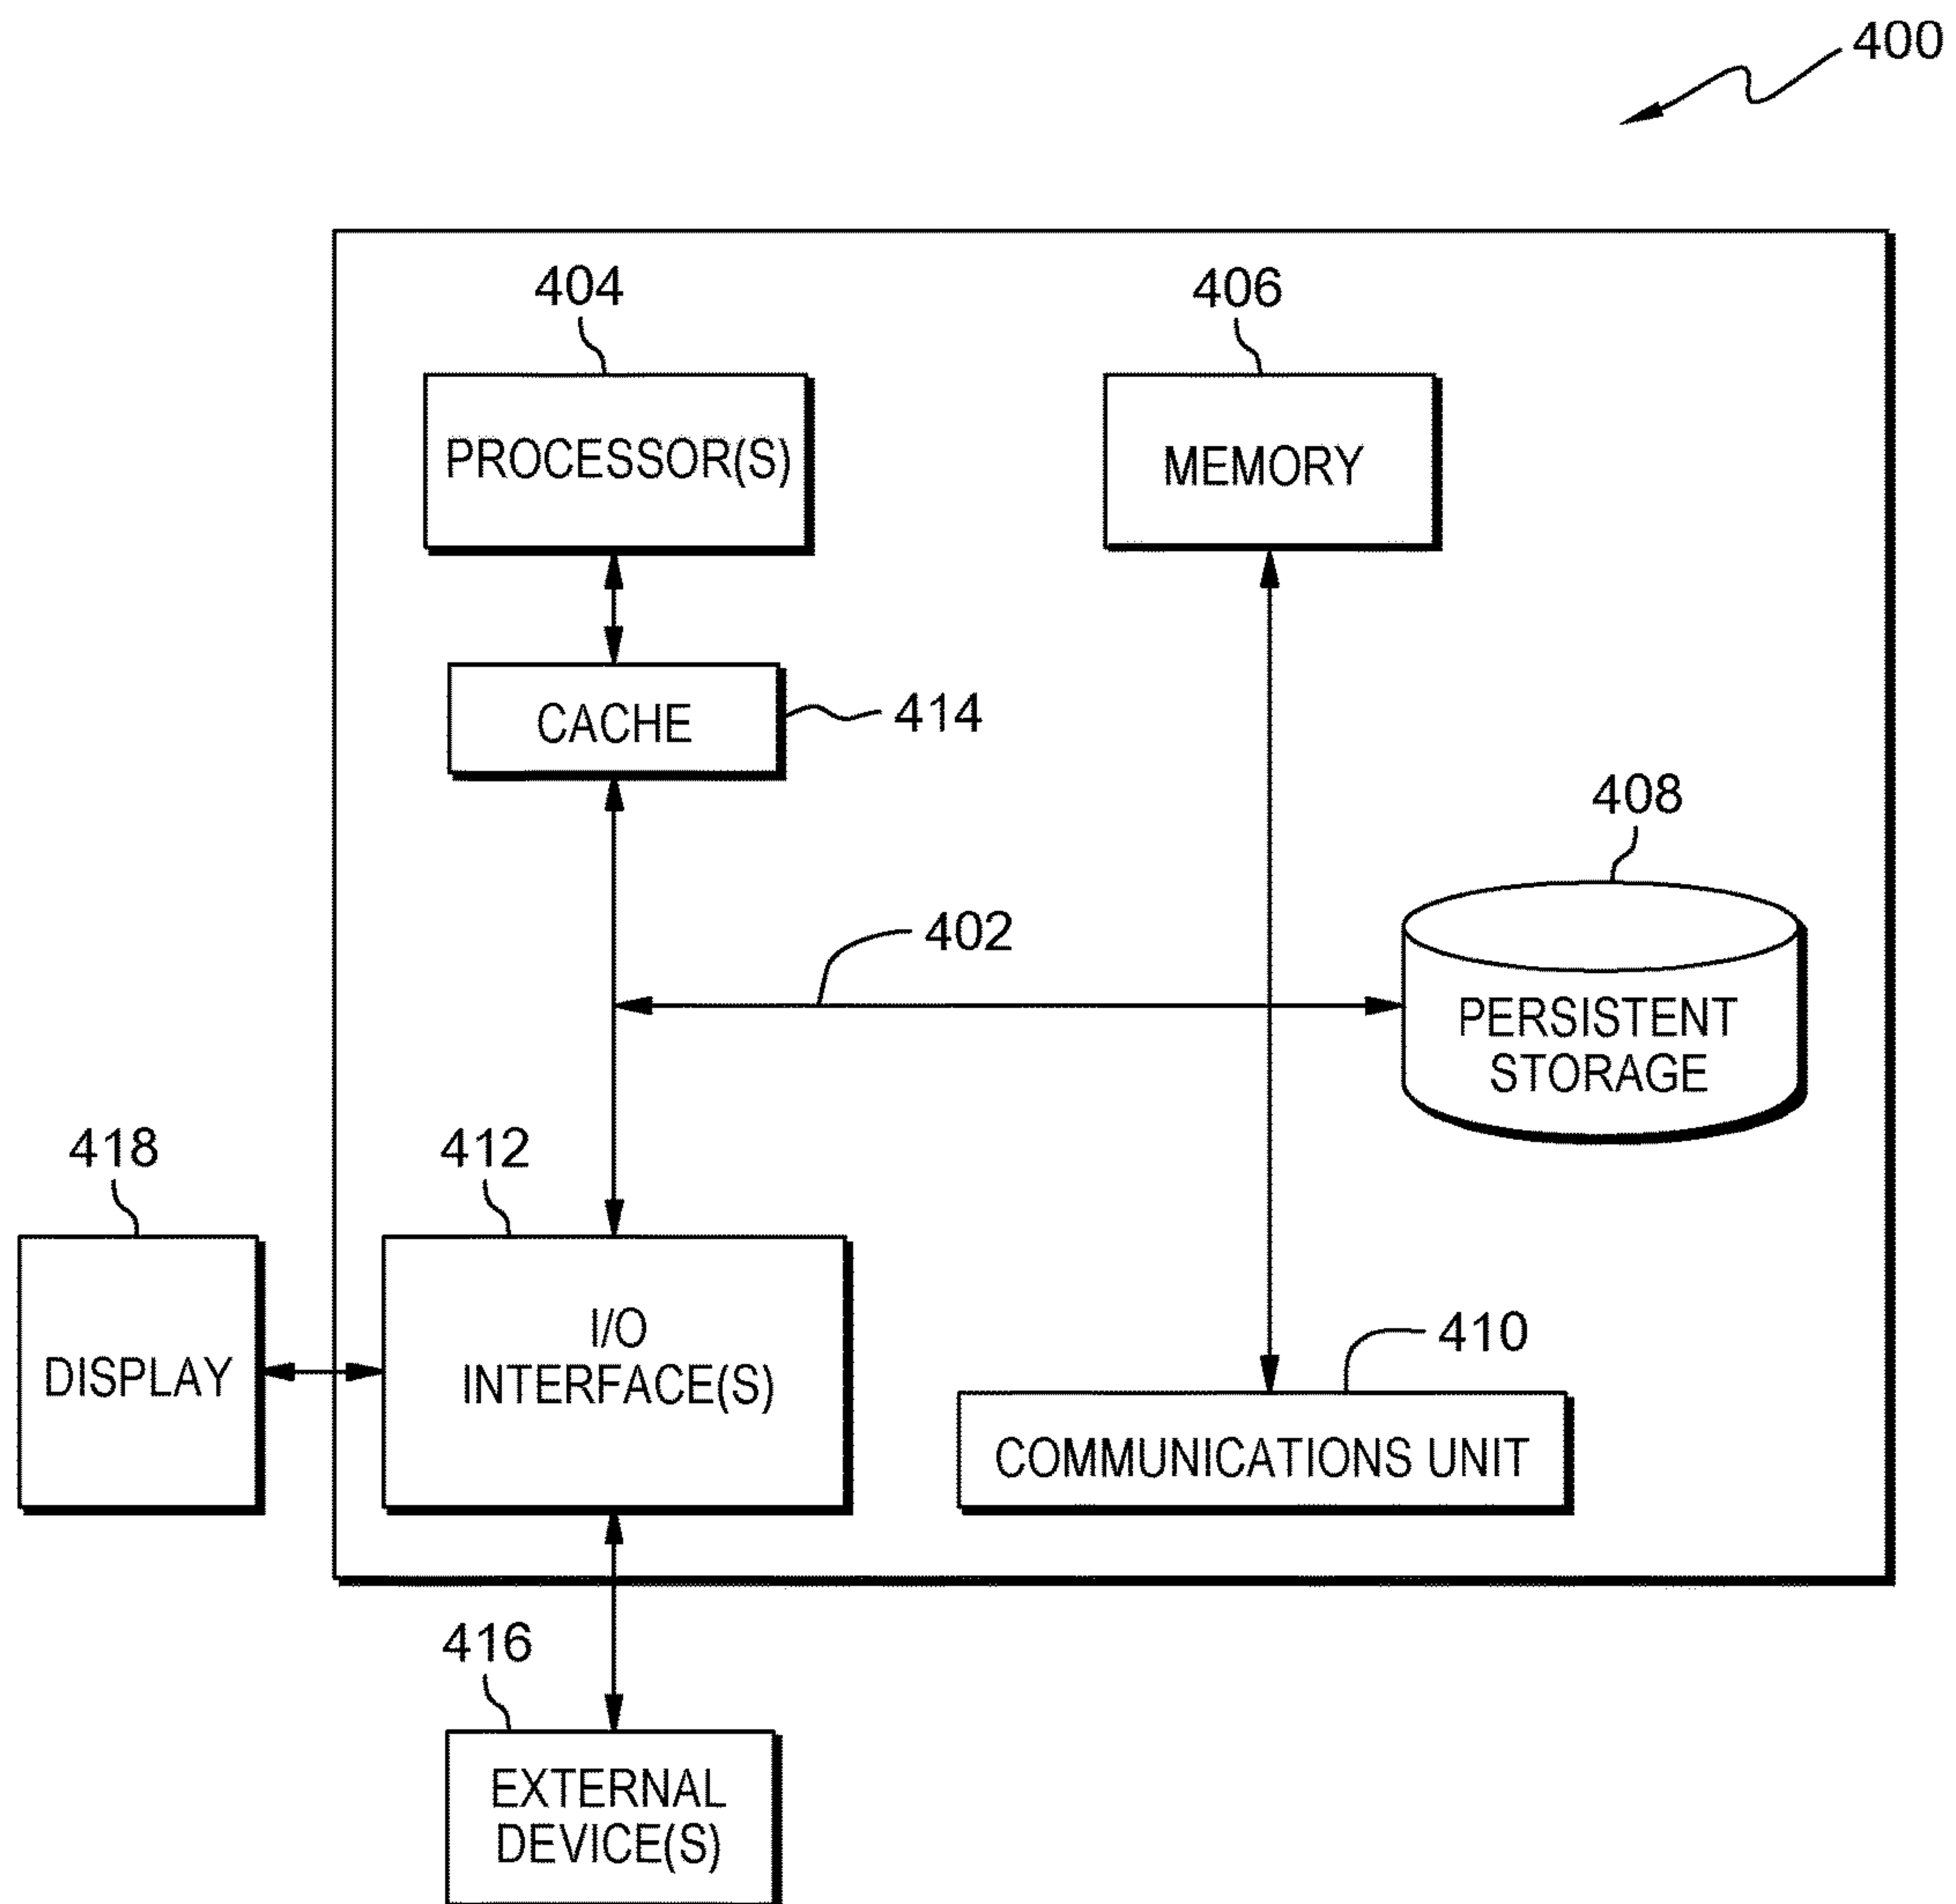 400
404
406
PROCESSOR(S)
MEMORY
CACHE
414
408
402
PERSISTENT
STORAGE
418
412
410
I/O
INTERFACE(S)
DISPLAY
COMMUNICATIONS UNIT
416
EXTERNAL
DEVICE(S)